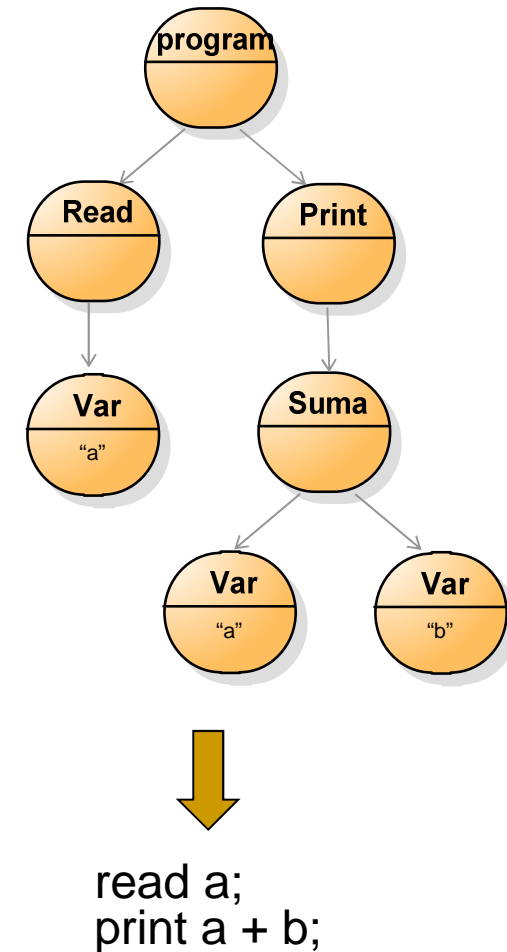 program
Read
Print
Var
“a”
Suma
Var
“a”
Var
“b”
read a;
print a + b;